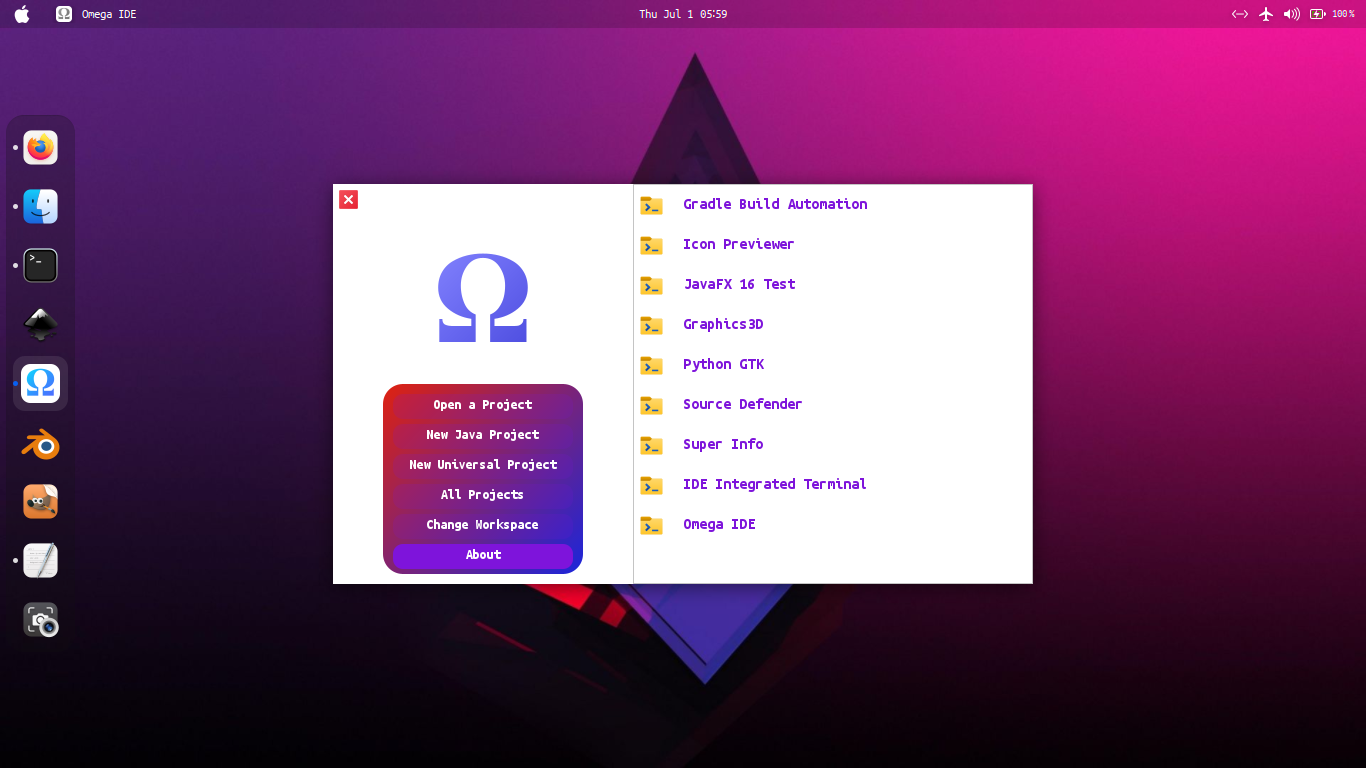 Omega IDE
Thu Jul 1 05:59
100%
Ω
Open a Project
New Java Project
New Universal Project
All Projects
Change Workspace
About
Gradle Build Automation
Icon Previewer
JavaFX 16 Test
Graphics3D
Python GTK
Source Defender
Super Info
IDE Integrated Terminal
Omega IDE